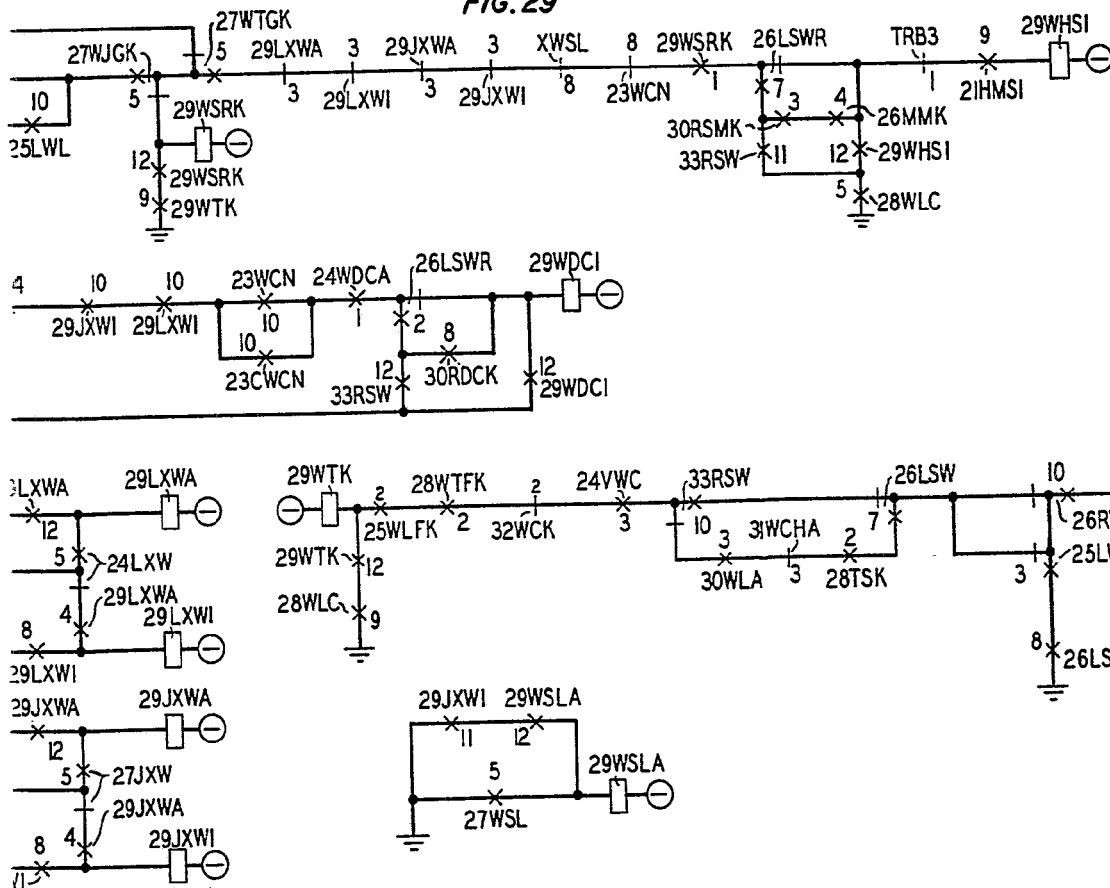 FIG. 29
27WTGK
27WJGK
5
5
29LXWA
3
3
29LXWI
29JXWA
3
3
29JXWI
XWSL
8
8
23WCN
29WSRK
1
26LSWR
7
TRB3
1
9
21HMSI
29WHSI
10
25LWL
29WSRK
12
29WSRK
9
29WTK
3
30RSMK
4
26MMK
33RSW
11
12
29WHSI
5
28WLC
4
10
29JXWI
10
29LXWI
23WCN
10
10
23CWCN
24WDCA
1
26LSWR
2
29WDCI
8
30RDCK
12
33RSW
12
29WDCI
LXWA
12
29LXWA
5
24LXW
29LXWA
4
8
29LXWI
29LXWI
29WTK
2
25WLFK
28WTFK
2
2
32WCK
24VWC
3
33RSW
10
26LSW
7
10
26R
29WTK
12
3
30WLA
31WCHA
3
2
28TSK
3
25L
28WLC
9
8
26LS
29JXWA
12
29JXWA
5
27JXW
29JXWA
4
8
29JXWI
29JXWI
11
29WSLA
12
5
27WSL
29WSLA